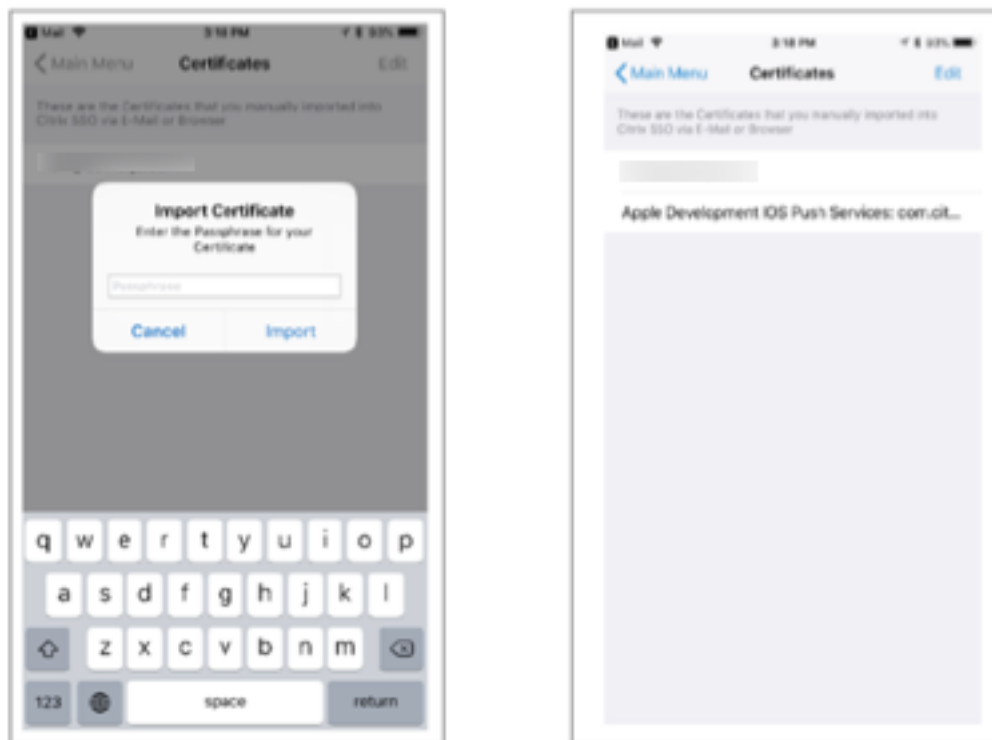 Mail
3:18 PM
93%
Main Menu
Certificates
Edit
These are the Certificates that you manually imported into
Citrix SSO via E-Mail or Browser
Import Certificate
Enter the Passphrase for your
Certificate
Passphrase
Cancel
Import
q w e r t y u i o p
a s d f g h j k l
z x c v b n m
123
space
return
Mail
3:18 PM
93%
Main Menu
Certificates
Edit
These are the Certificates that you manually imported into
Citrix SSO via E-Mail or Browser
Apple Development IOS Push Services: com.cit...